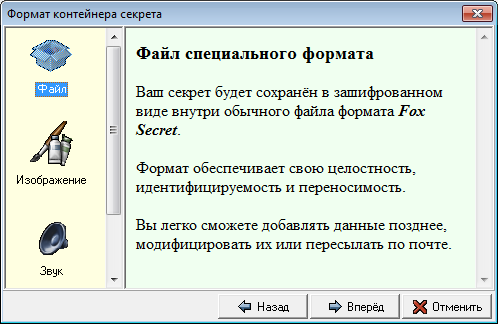 Формат контейнера секрета
Файл
Изображение
Звук
Файл специального формата
Ваш секрет будет сохранён в зашифрованном
виде внутри обычного файла формата Fox
Secret.
Формат обеспечивает свою целостность,
идентифицируемость и переносимость.
Вы легко сможете добавлять данные позднее,
модифицировать их или пересылать по почте.
Назад
Вперёд
Отменить